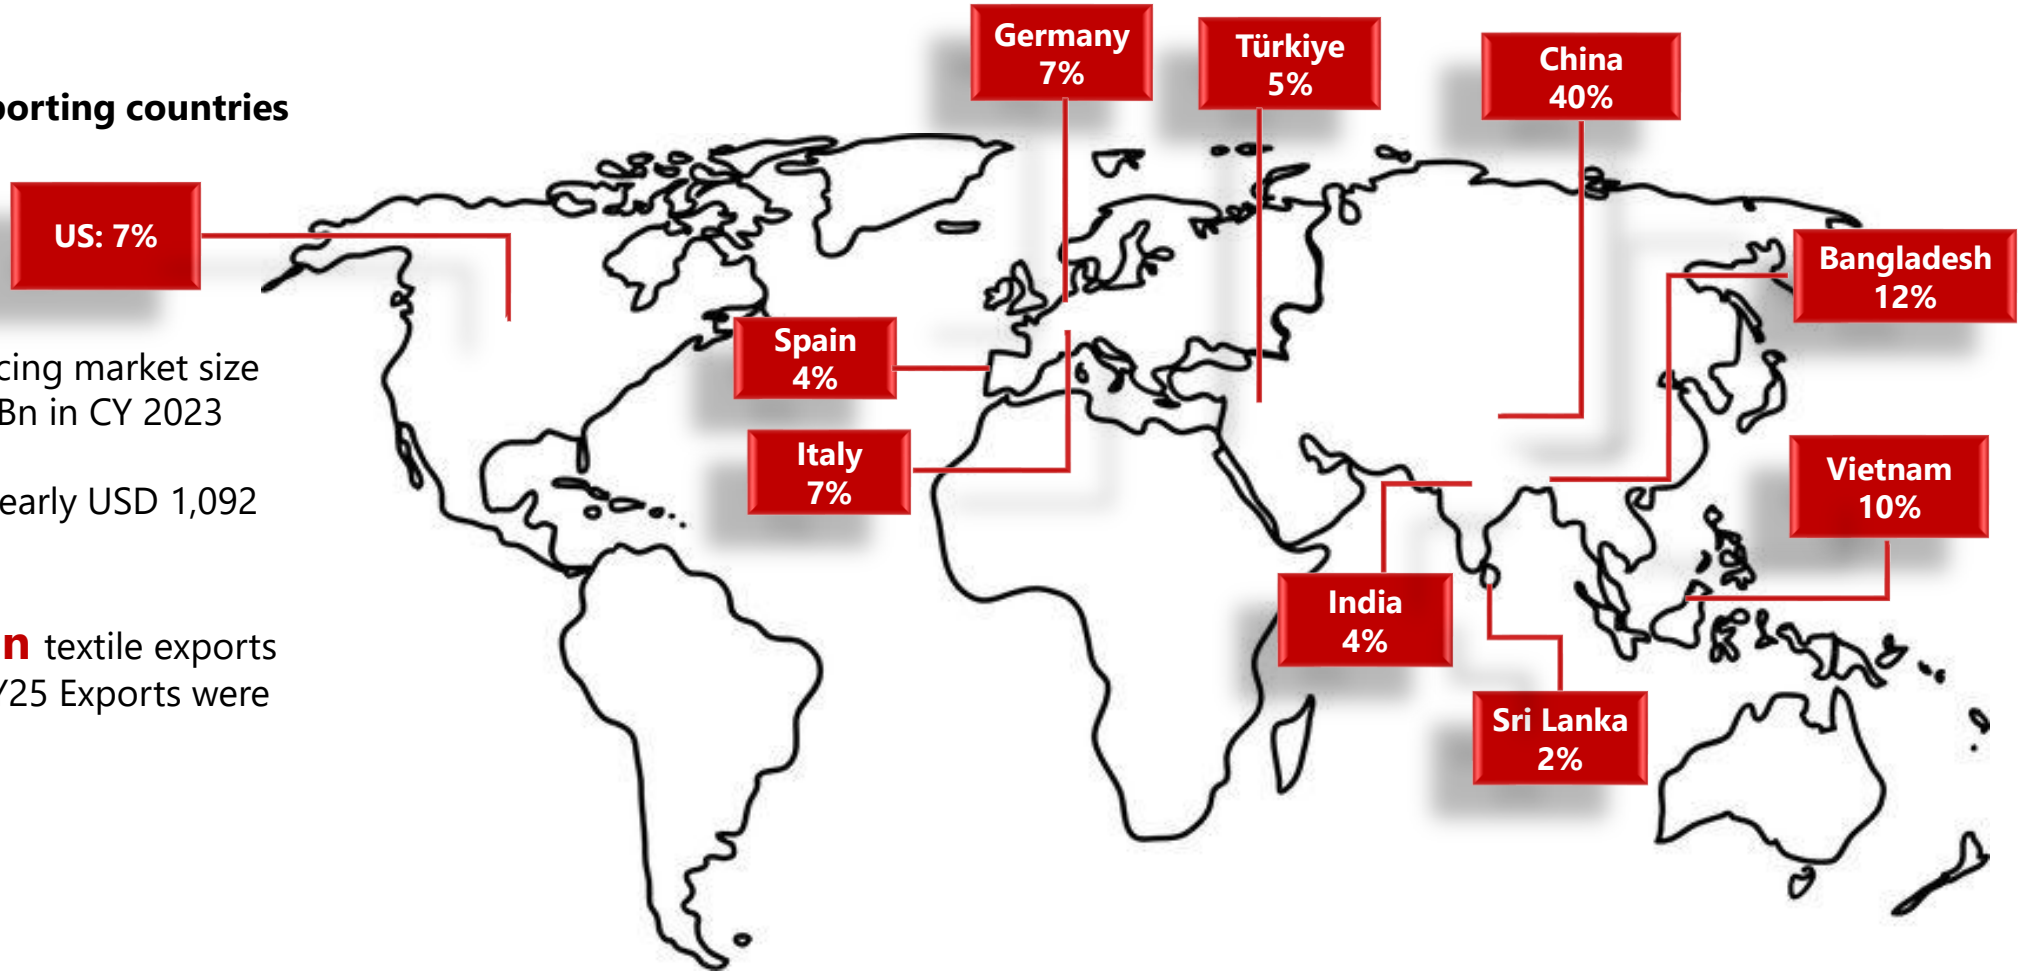 porting countries
US: 7%
cing market size
Bn in CY 2023
early USD 1,092
n textile exports
Y25 Exports were
Germany
7%
Türkiye
5%
China
40%
Bangladesh
12%
Spain
4%
Italy
7%
Vietnam
10%
India
4%
Sri Lanka
2%